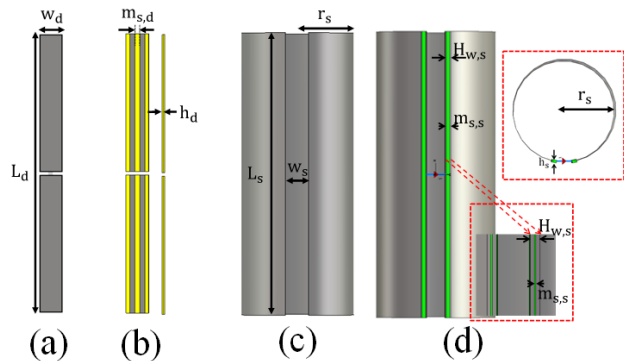 w_d
m_s,d
L_d
h_d
r_s
L_s
w_s
H_w,s
m_s,s
r_s
h_s
H_w,s
m_s,s
(a) (b) (c) (d)